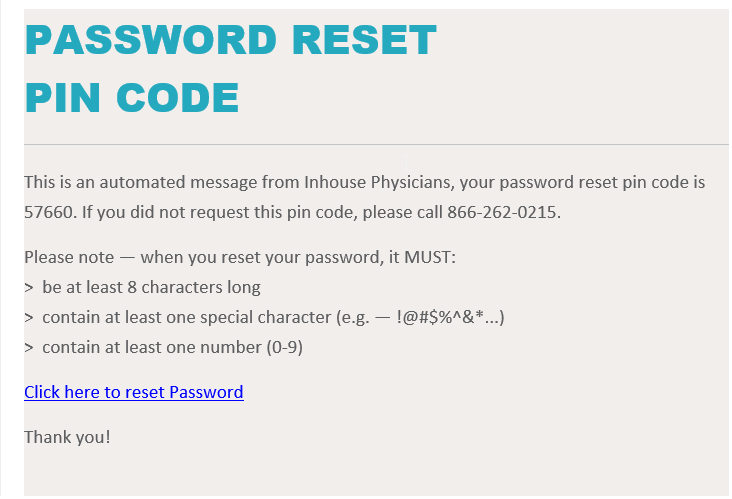 PASSWORD RESET
PIN CODE
This is an automated message from Inhouse Physicians, your password reset pin code is
57660. If you did not request this pin code, please call 866-262-0215.
Please note — when you reset your password, it MUST:
> be at least 8 characters long
> contain at least one special character (e.g. — !@#$%^&*...)
> contain at least one number (0-9)
Click here to reset Password
Thank you!